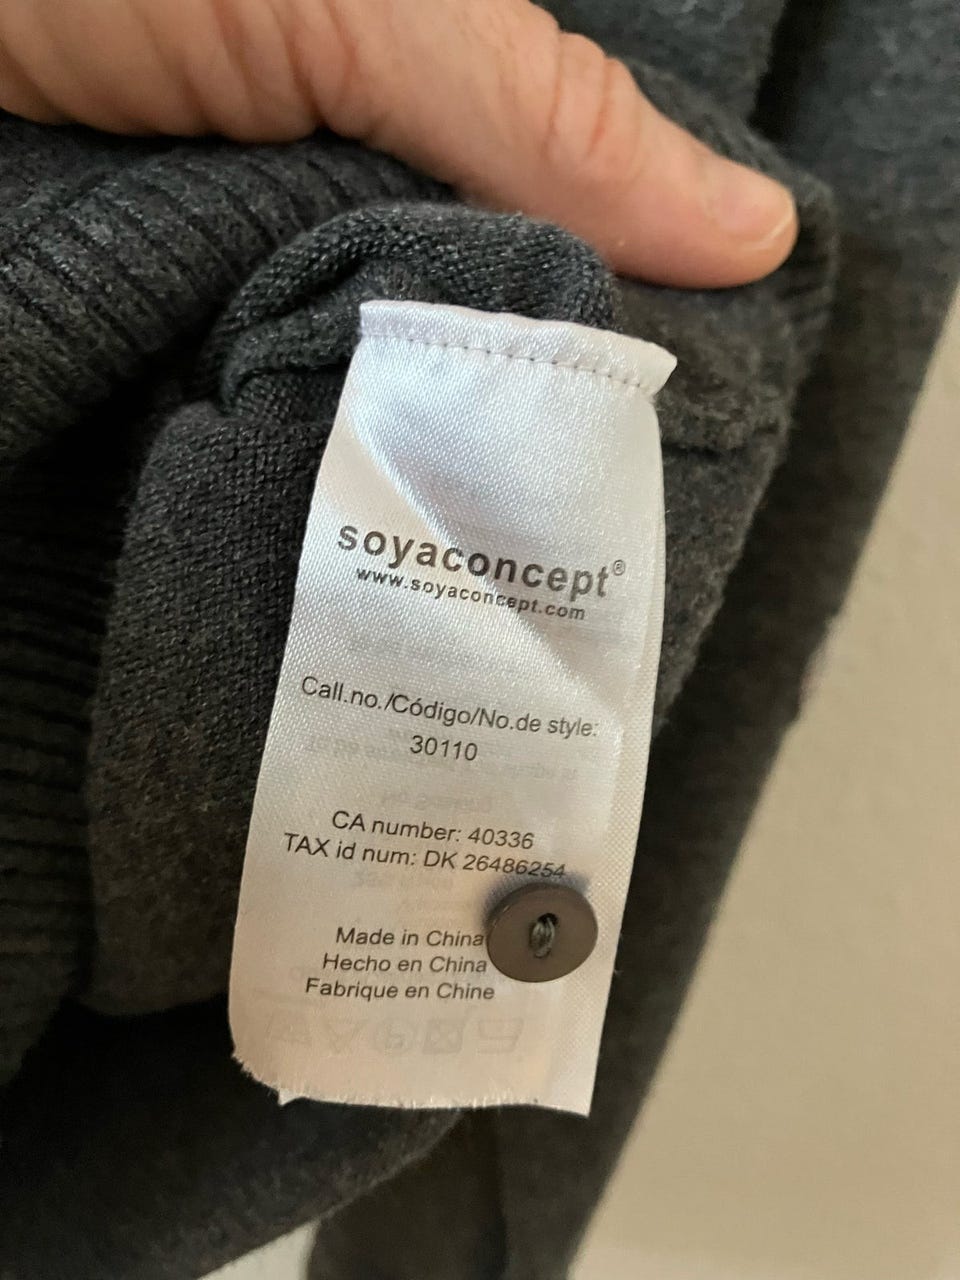 soyaconcept®
www.soyaconcept.com
Call.no./Código/No.de style:
30110
CA number: 40336
TAX id num: DK 26486254
Made in China
Hecho en China
Fabrique en Chine